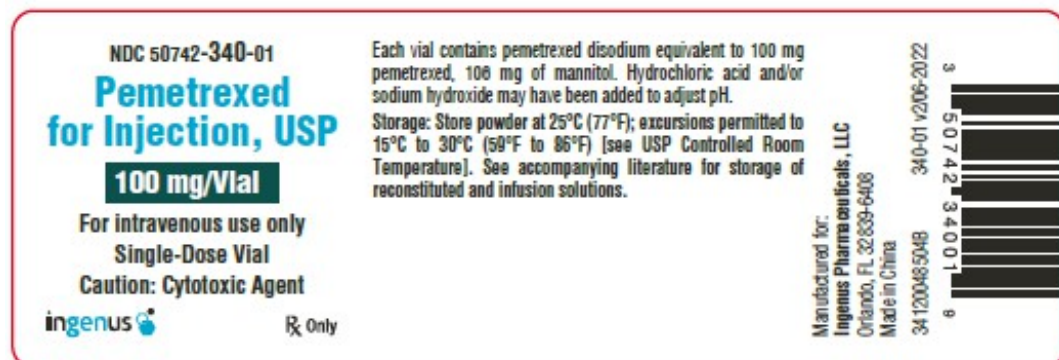 NDC 50742-340-01
Pemetrexed
for Injection, USP
100 mg/Vial
For intravenous use only
Single-Dose Vial
Caution: Cytotoxic Agent
ingenus
Rx Only
Each vial contains pemetrexed disodium equivalent to 100 mg
pemetrexed, 106 mg of mannitol. Hydrochloric acid and/or
sodium hydroxide may have been added to adjust pH.
Storage: Store powder at 25°C (77°F); excursions permitted to
15°C to 30°C (59°F to 86°F) [see USP Controlled Room
Temperature]. See accompanying literature for storage of
reconstituted and infusion solutions.
Manufactured for:
Ingenus Pharmaceuticals, LLC
Orlando, FL 32839-6408
Made in China
341200485048
340-01 v2/06-2022
3 50742 34001 9